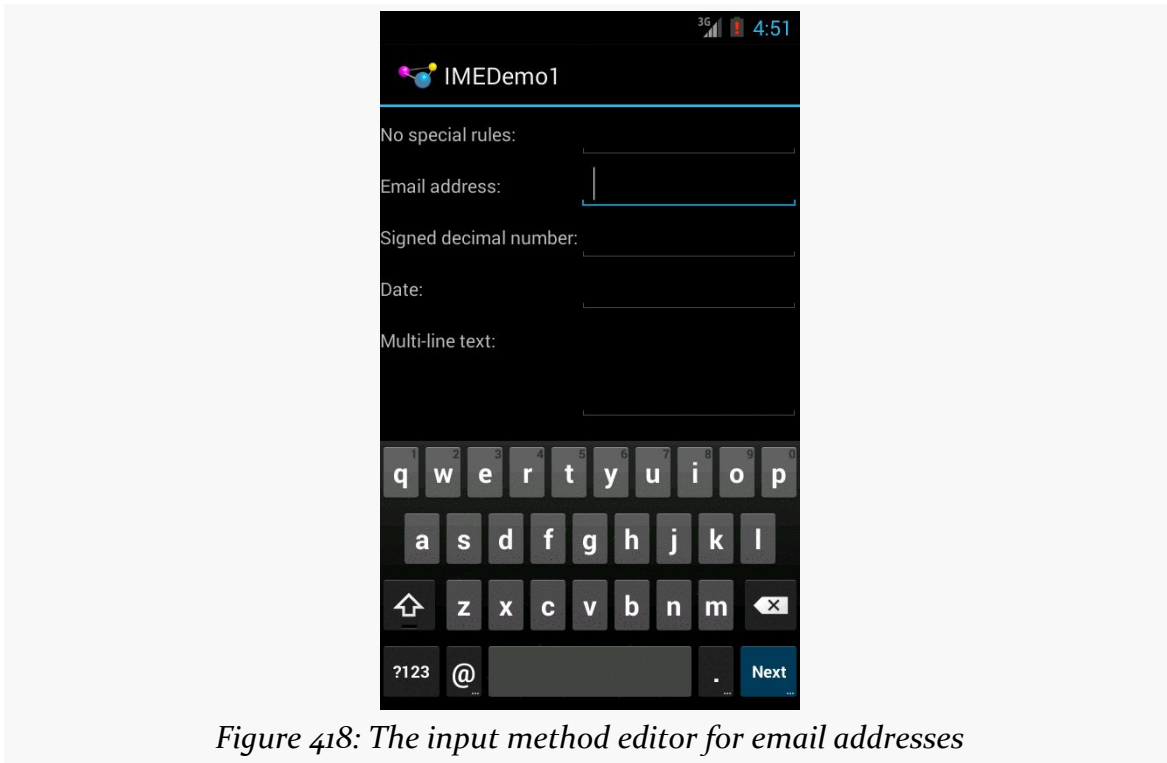 3G 4:51
IMEDemo1
No special rules:
Email address:
Signed decimal number:
Date:
Multi-line text:
1 2 3 4 5 6 7 8 9 0
q w e r t y u i o p
a s d f g h j k l
z x c v b n m
?123 @ ... . ... Next ...
Figure 418: The input method editor for email addresses